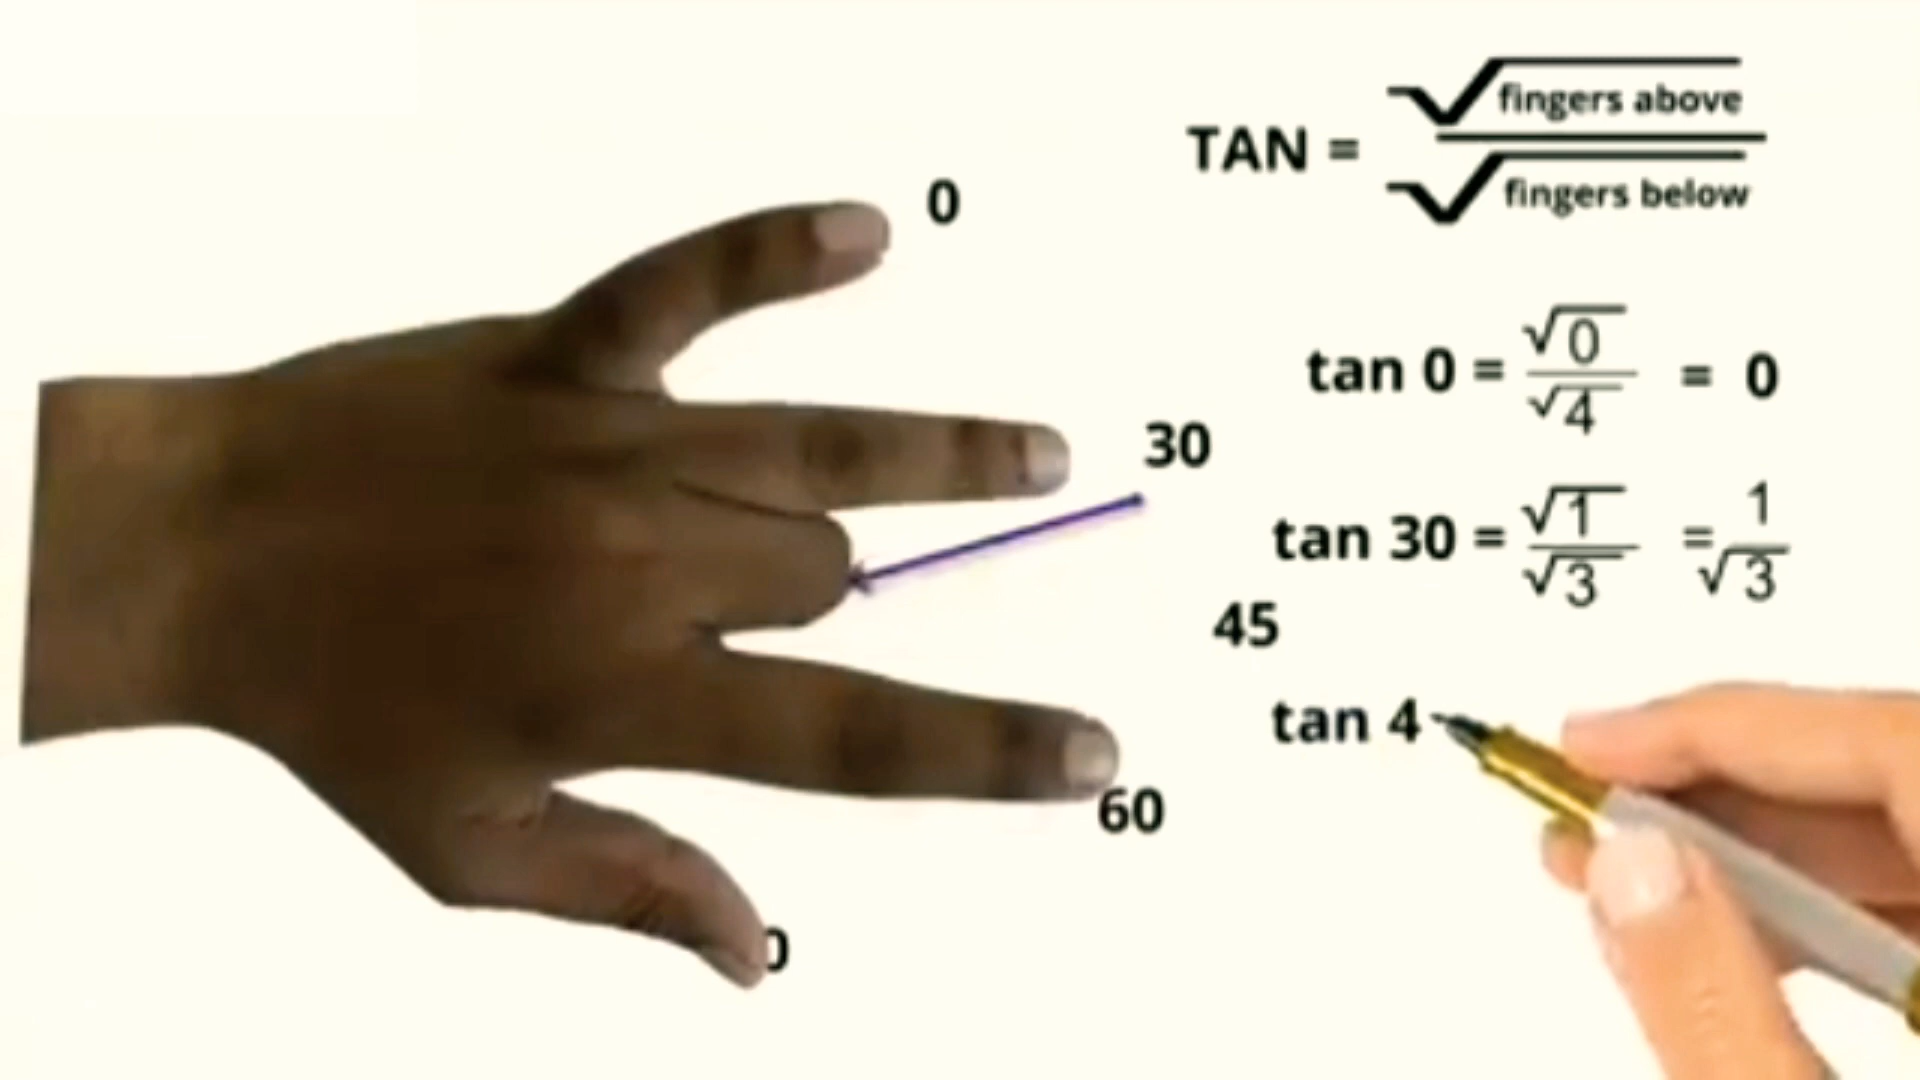 TAN = √fingers above / √fingers below
0
tan 0 = √0 / √4 = 0
30
tan 30 = √1 / √3 = 1 / √3
45
tan 4
60
0